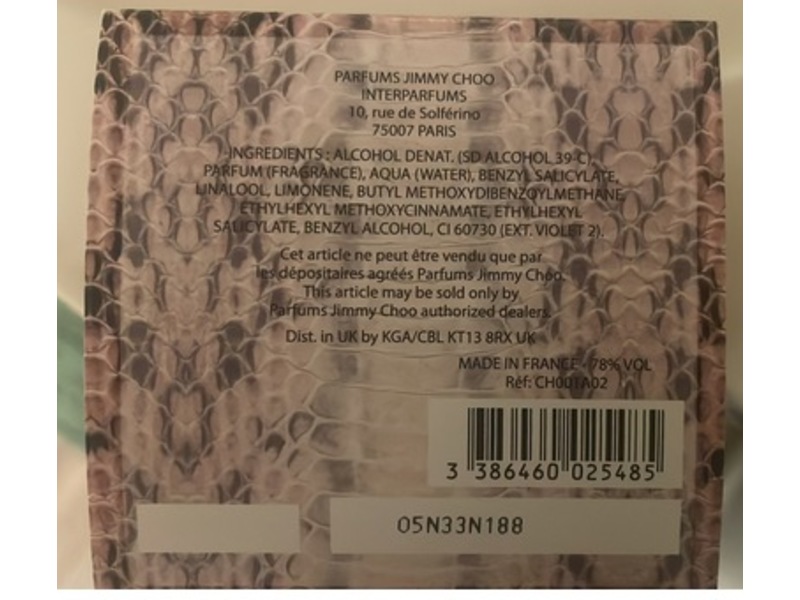 PARFUMS JIMMY CHOO
INTERPARFUMS
10, rue de Solférino
75007 PARIS
INGREDIENTS : ALCOHOL DENAT. (SD ALCOHOL 39-C),
PARFUM (FRAGRANCE), AQUA (WATER), BENZYL SALICYLATE,
LINALOOL, LIMONENE, BUTYL METHOXYDIBENZOYLMETHANE,
ETHYLHEXYL METHOXYCINNAMATE, ETHYLHEXYL
SALICYLATE, BENZYL ALCOHOL, CI 60730 (EXT. VIOLET 2).
Cet article ne peut être vendu que par
les dépositaires agréés Parfums Jimmy Choo.
This article may be sold only by
Parfums Jimmy Choo authorized dealers.
Dist. in UK by KGA/CBL KT13 8RX UK
MADE IN FRANCE - 78% VOL
Réf: CH001A02
3 386460 025485
05N33N188